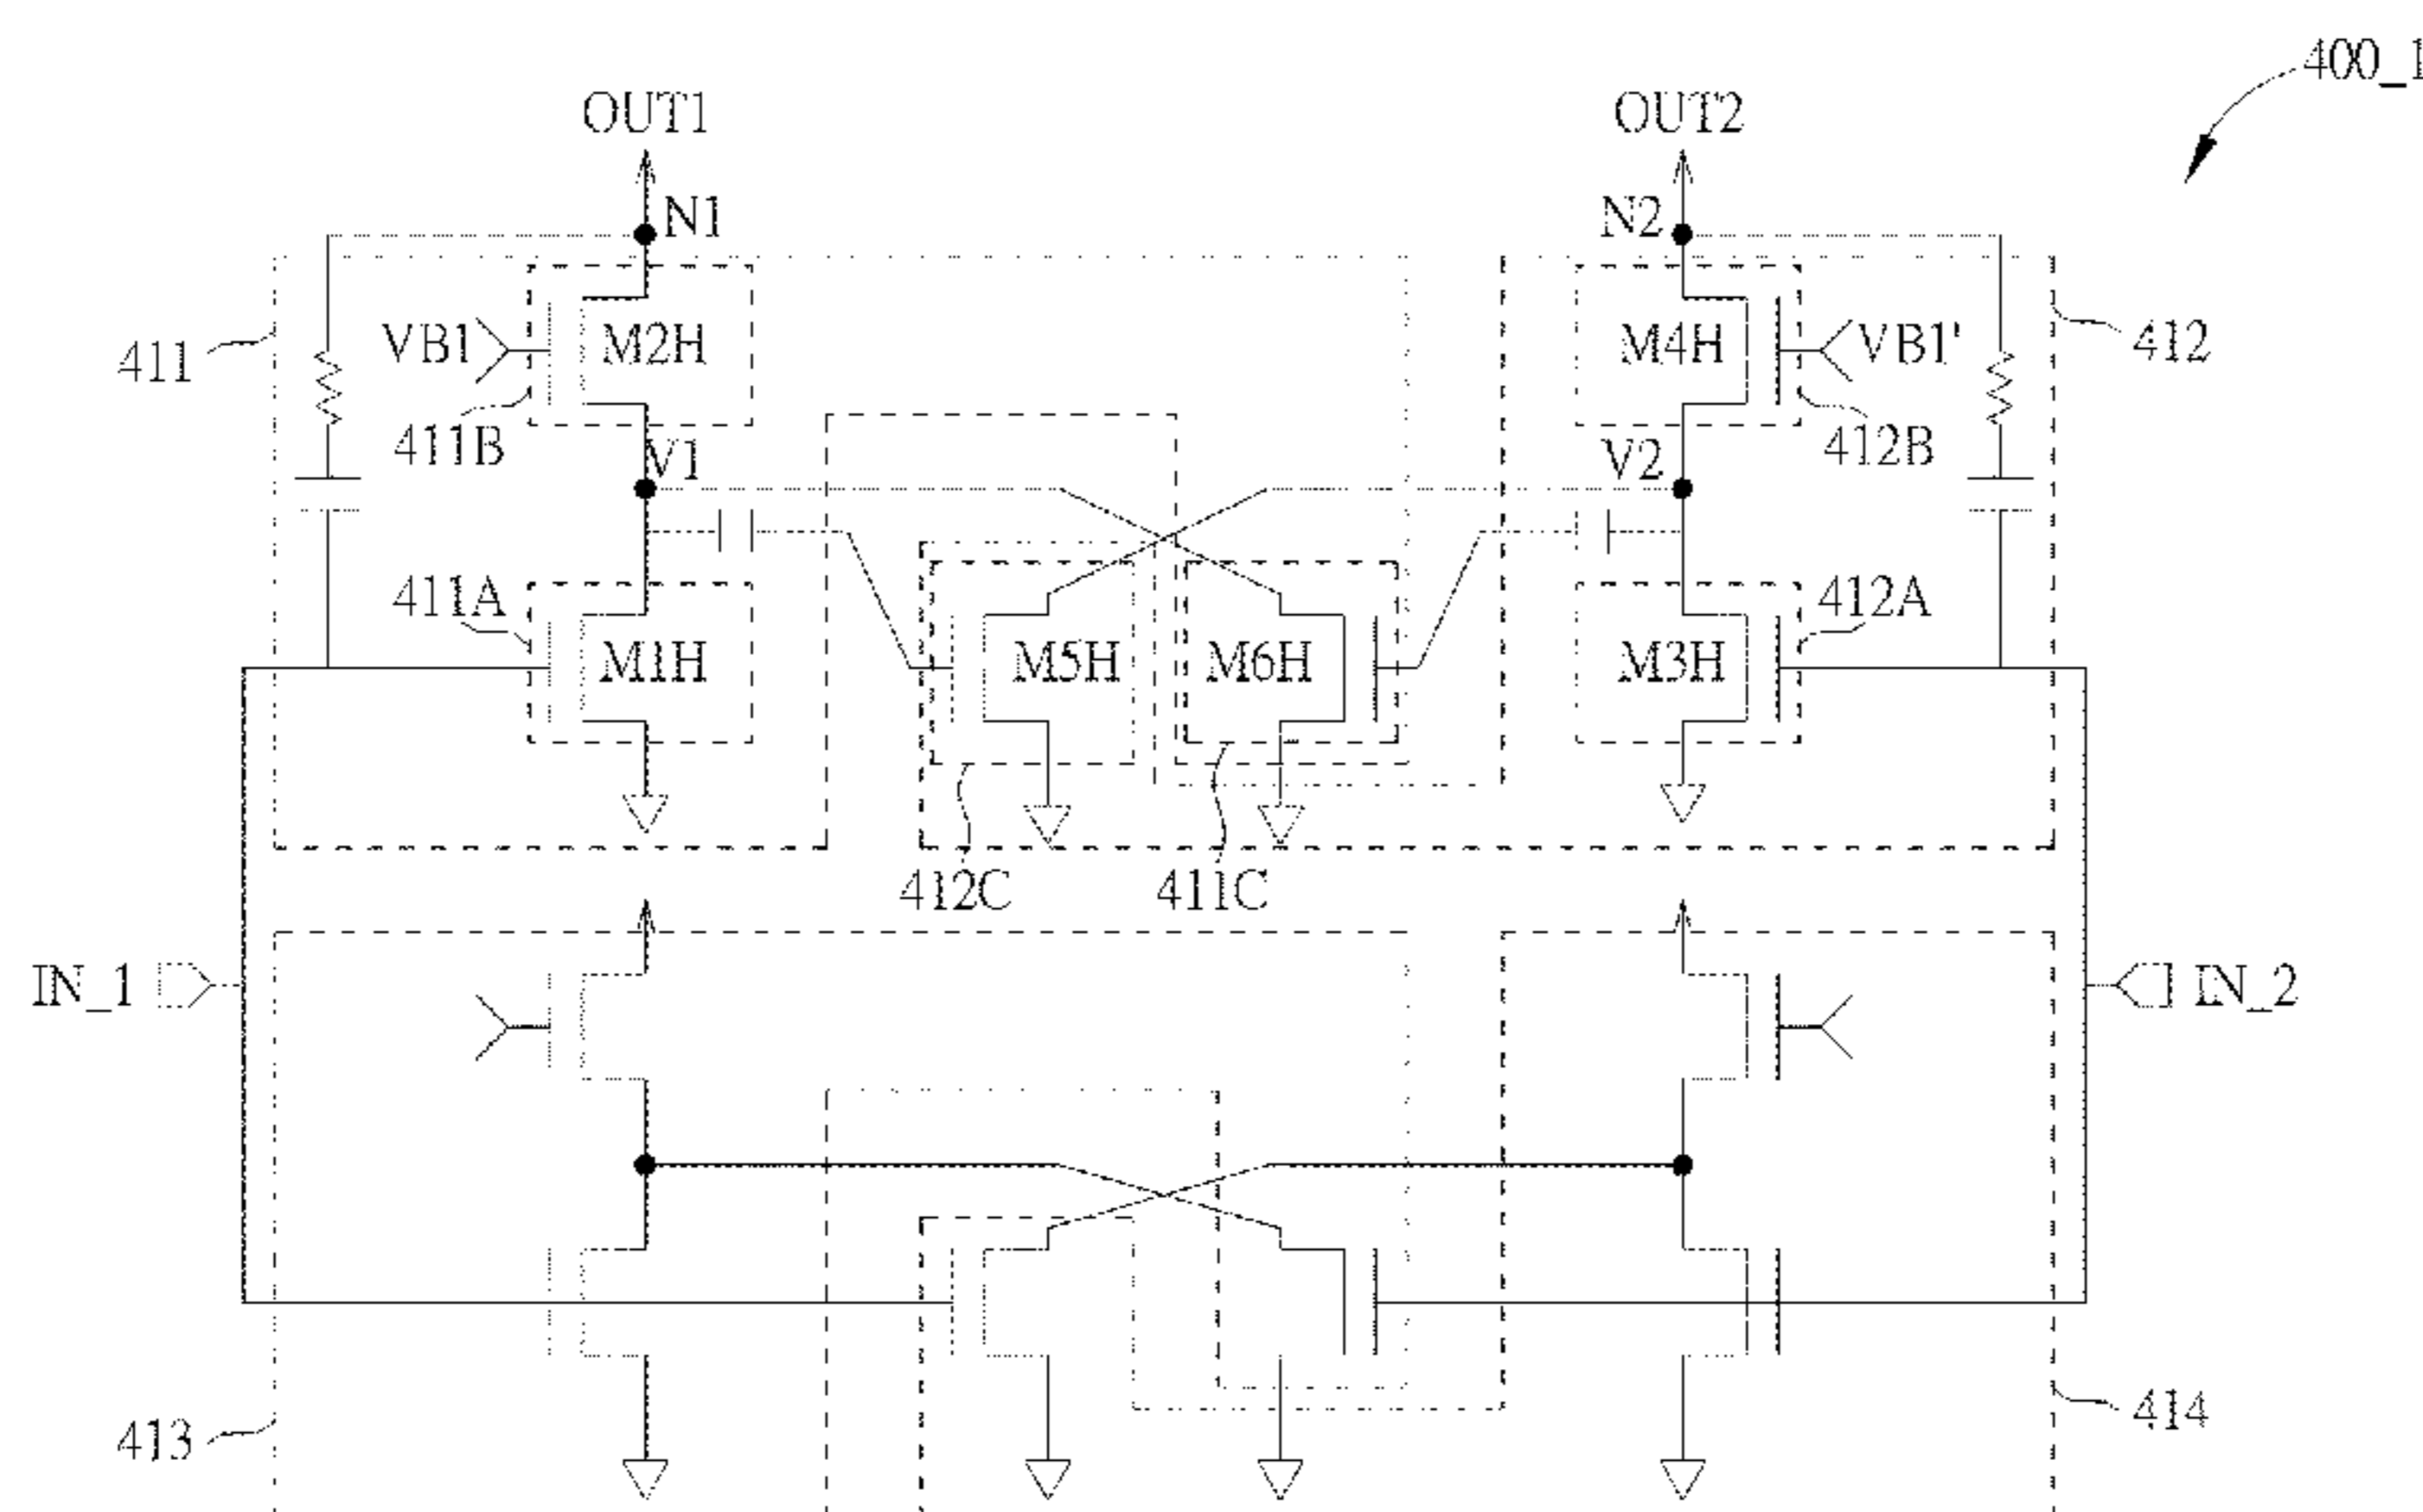 400_1
OUT1
OUT2
N1
N2
411
VB1
M2H
M4H
VB1'
412
411B
V1
V2
412B
411A
M1H
M5H
M6H
M3H
412A
412C
411C
IN_1
IN_2
413
414